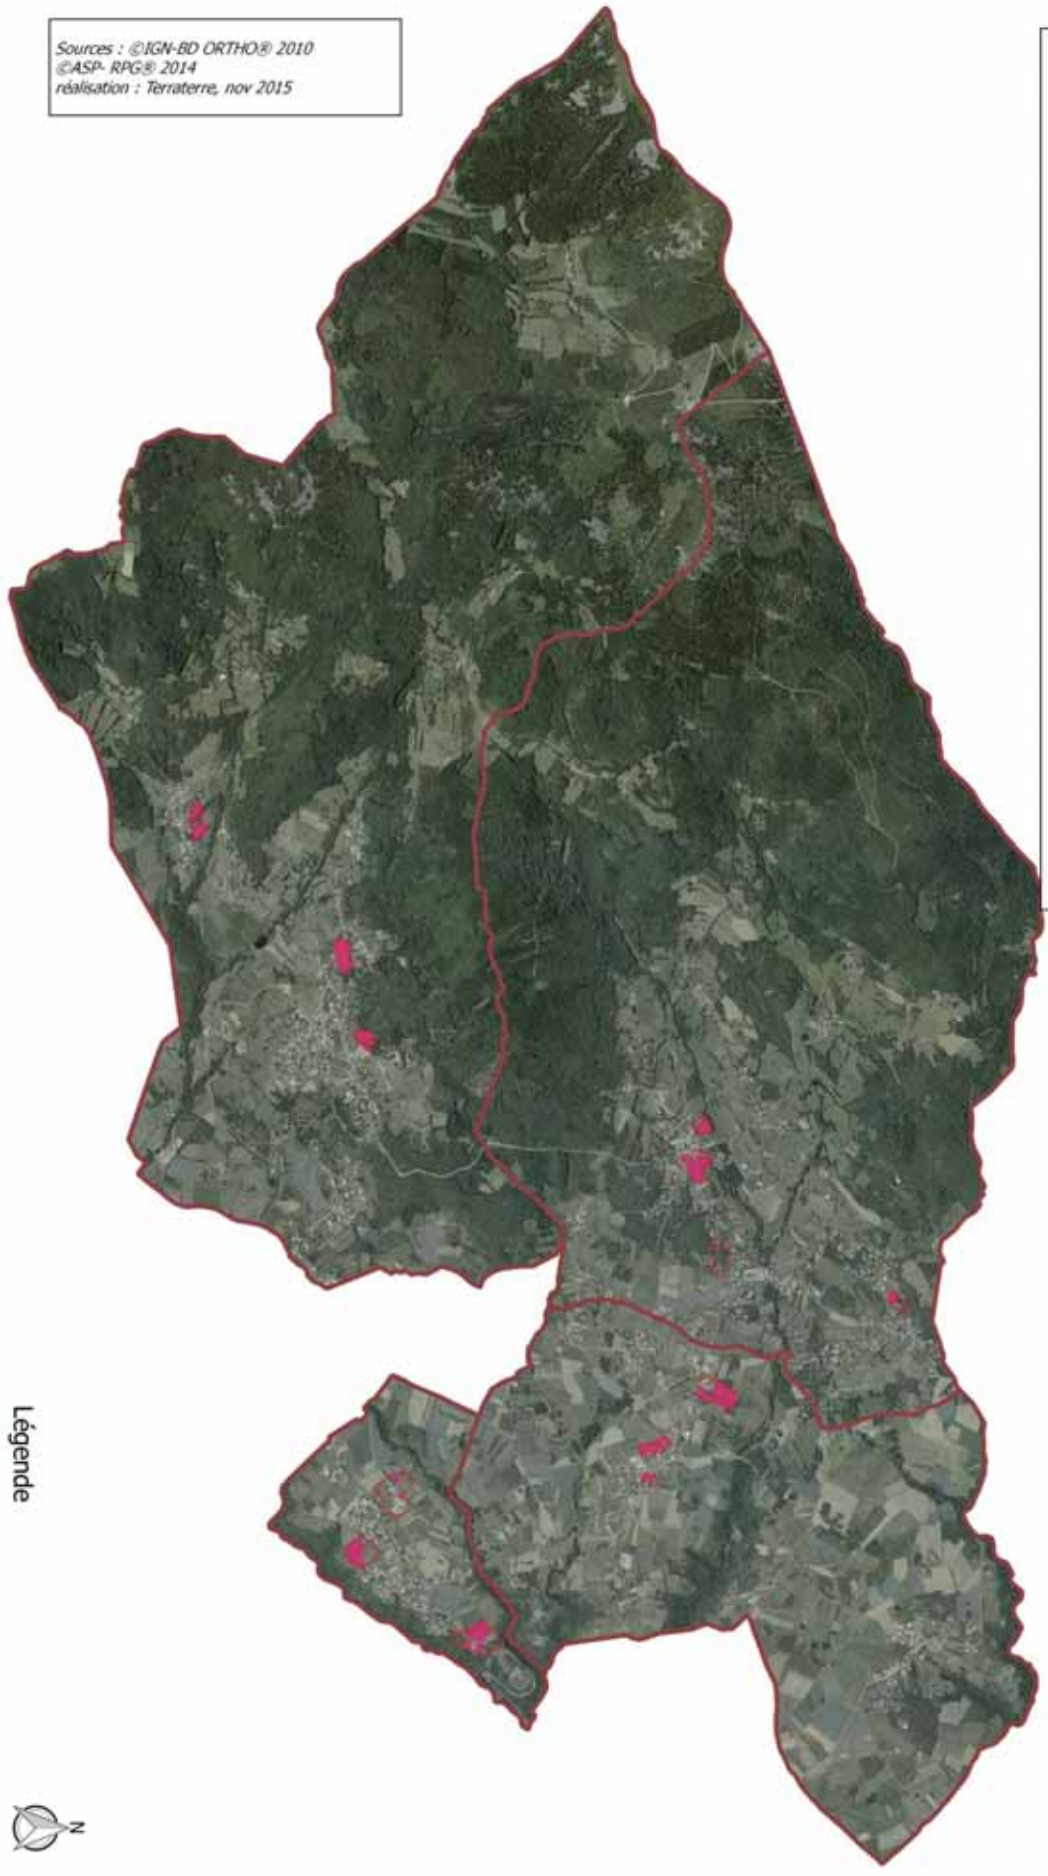 Sources : ©IGN-BD ORTHO® 2010
©ASP- RPG® 2014
réalisation : Terraterre, nov 2015
Légende
N